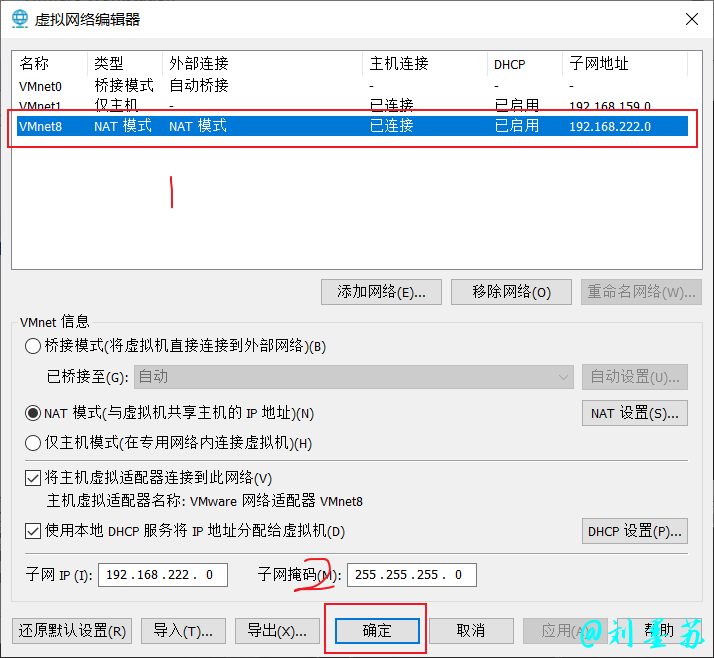 虚拟网络编辑器
名称 类型 外部连接 主机连接 DHCP 子网地址
VMnet0 桥接模式 自动桥接 - - -
VMnet1 仅主机... - 已连接 已启用 192.168.159.0
VMnet8 NAT 模式 NAT 模式 已连接 已启用 192.168.222.0
1
添加网络(E)... 移除网络(O) 重命名网络(W)...
VMnet 信息
桥接模式(将虚拟机直接连接到外部网络)(B)
已桥接至(G): 自动 自动设置(U)...
NAT 模式(与虚拟机共享主机的 IP 地址)(N) NAT 设置(S)...
仅主机模式(在专用网络内连接虚拟机)(H)
将主机虚拟适配器连接到此网络(V)
主机虚拟适配器名称: VMware 网络适配器 VMnet8
使用本地 DHCP 服务将 IP 地址分配给虚拟机(D) DHCP 设置(P)...
子网 IP (I): 192.168.222. 0 子网掩码(M): 255.255.255. 0
2
还原默认设置(R) 导入(T)... 导出(X)... 确定 取消 应用(A) 帮助
@刘星苏